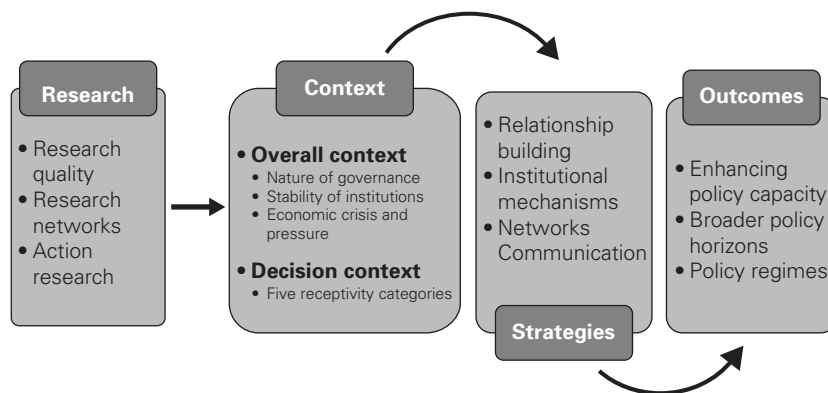 Research
• Research
quality
• Research
networks
• Action
research
Context
• Overall context
• Nature of governance
• Stability of institutions
• Economic crisis and
pressure
• Decision context
• Five receptivity categories
• Relationship
building
• Institutional
mechanisms
• Networks
Communication
Strategies
Outcomes
• Enhancing
policy capacity
• Broader policy
horizons
• Policy regimes